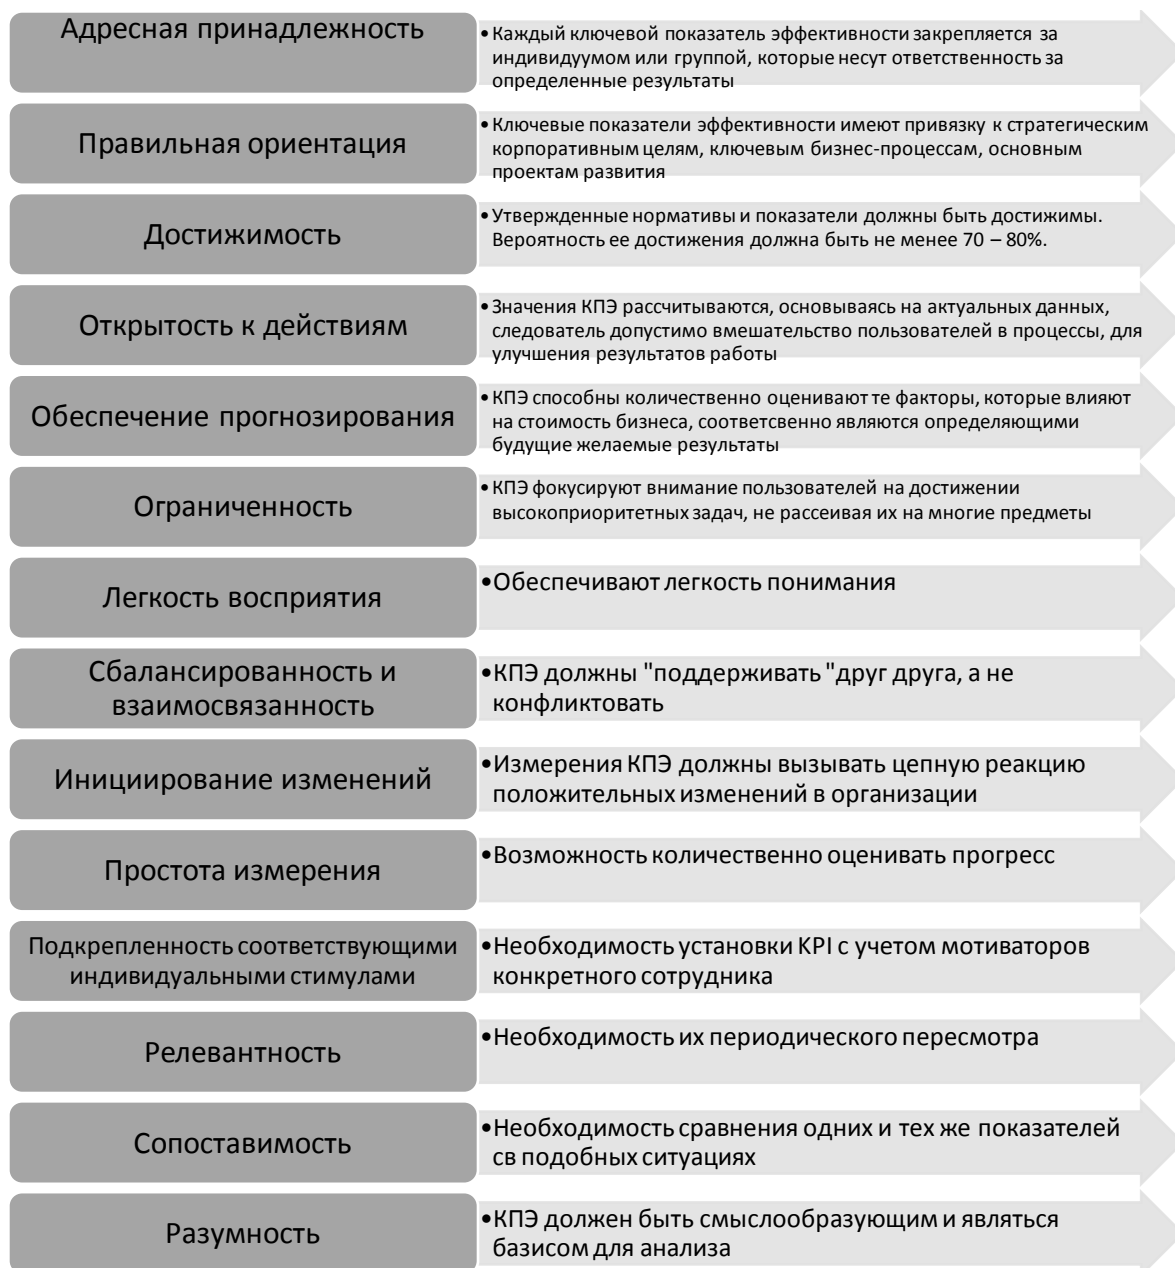 Адресная принадлежность
•Каждый ключевой показатель эффективности закрепляется за
индивидуумом или группой, которые несут ответственность за
определенные результаты
Правильная ориентация
•Ключевые показатели эффективности имеют привязку к стратегическим
корпоративным целям, ключевым бизнес-процессам, основным
проектам развития
Достижимость
•Утвержденные нормативы и показатели должны быть достижимы.
Вероятность ее достижения должна быть не менее 70 – 80%.
Открытость к действиям
•Значения КПЭ рассчитываются, основываясь на актуальных данных,
следователь допустимо вмешательство пользователей в процессы, для
улучшения результатов работы
Обеспечение прогнозирования
•КПЭ способны количественно оценивают те факторы, которые влияют
на стоимость бизнеса, соответсвенно являются определяющими
будущие желаемые результаты
Ограниченность
•КПЭ фокусируют внимание пользователей на достижении
высокоприоритетных задач, не рассеивая их на многие предметы
Легкость восприятия
•Обеспечивают легкость понимания
Сбалансированность и
взаимосвязанность
•КПЭ должны "поддерживать "друг друга, а не
конфликтовать
Инициирование изменений
•Измерения КПЭ должны вызывать цепную реакцию
положительных изменений в организации
Простота измерения
•Возможность количественно оценивать прогресс
Подкрепленность соответствующими
индивидуальными стимулами
•Необходимость установки KPI с учетом мотиваторов
конкретного сотрудника
Релевантность
•Необходимость их периодического пересмотра
Сопоставимость
•Необходимость сравнения одних и тех же показателей
св подобных ситуациях
Разумность
•КПЭ должен быть смыслообразующим и являться
базисом для анализа